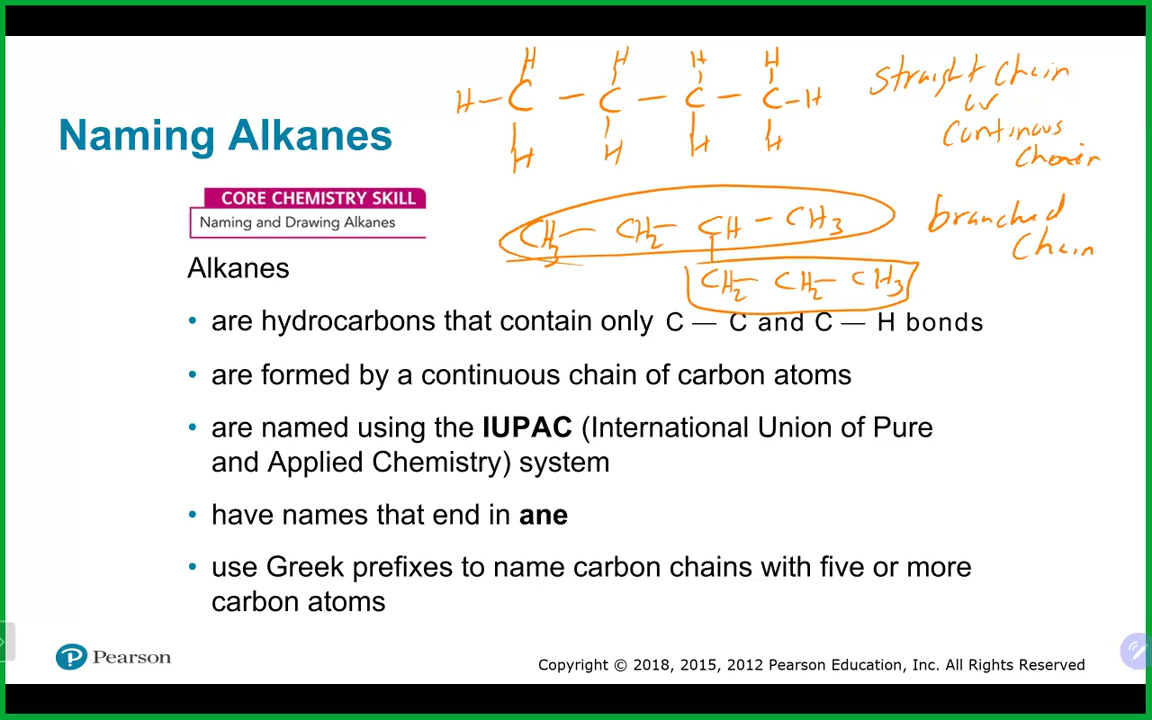 H H H H
H-C - C - C - C-H
H H H H
straight chain
or
continous
chain
Naming Alkanes
CORE CHEMISTRY SKILL
Naming and Drawing Alkanes
CH3 - CH2 - CH - CH3
branched
chain
CH2 - CH2 - CH3
Alkanes
• are hydrocarbons that contain only C — C and C — H bonds
• are formed by a continuous chain of carbon atoms
• are named using the IUPAC (International Union of Pure
and Applied Chemistry) system
• have names that end in ane
• use Greek prefixes to name carbon chains with five or more
carbon atoms
P Pearson
Copyright © 2018, 2015, 2012 Pearson Education, Inc. All Rights Reserved